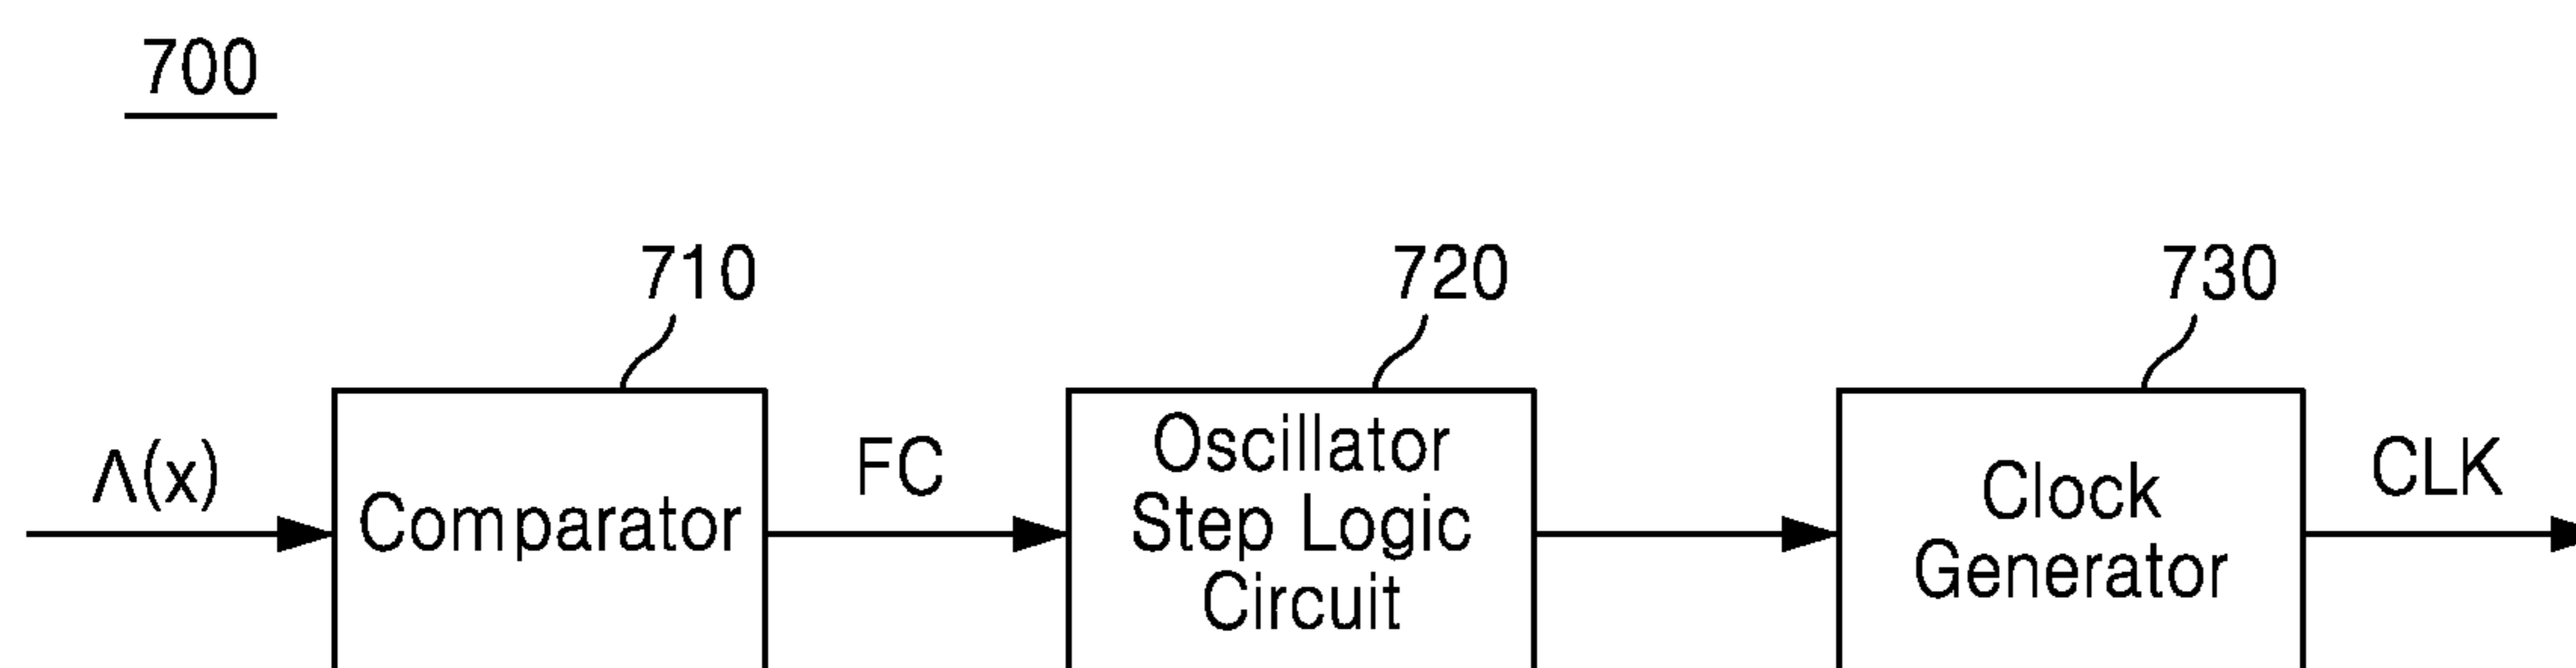 700
710
720
730
Λ(x)
Comparator
FC
Oscillator
Step Logic
Circuit
Clock
Generator
CLK